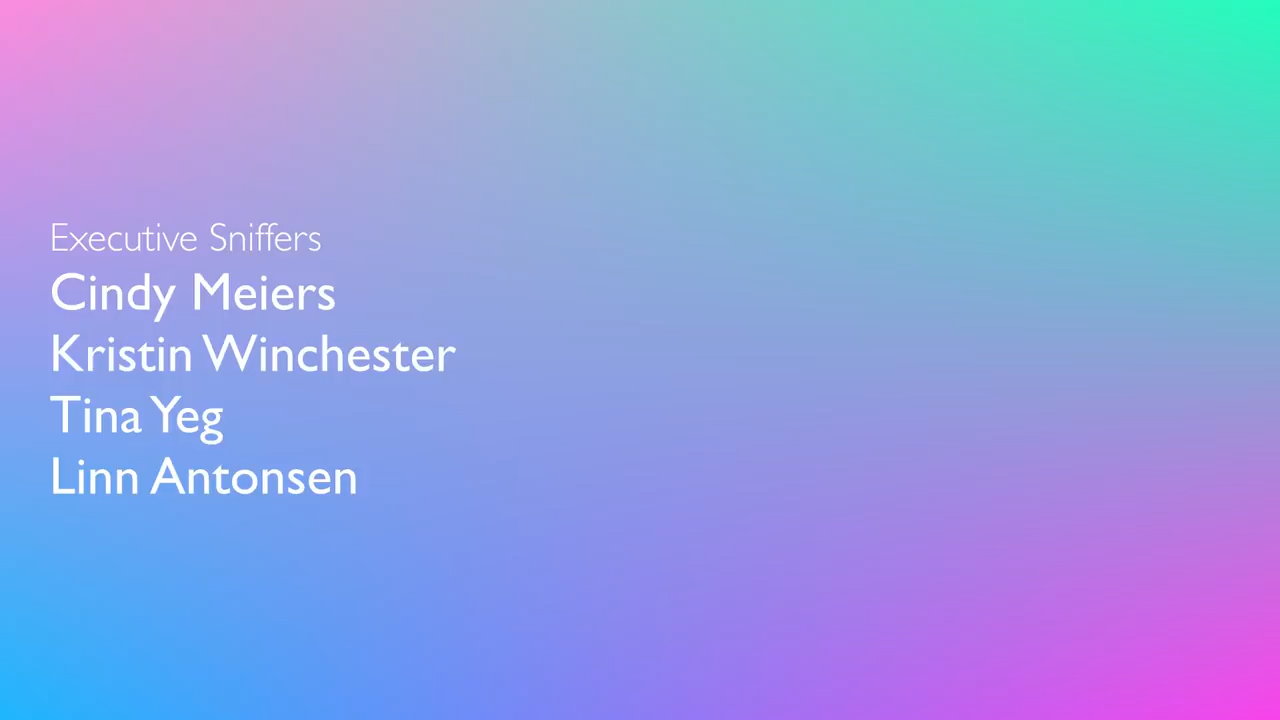 Executive Sniffers
Cindy Meiers
Kristin Winchester
Tina Yeg
Linn Antonsen